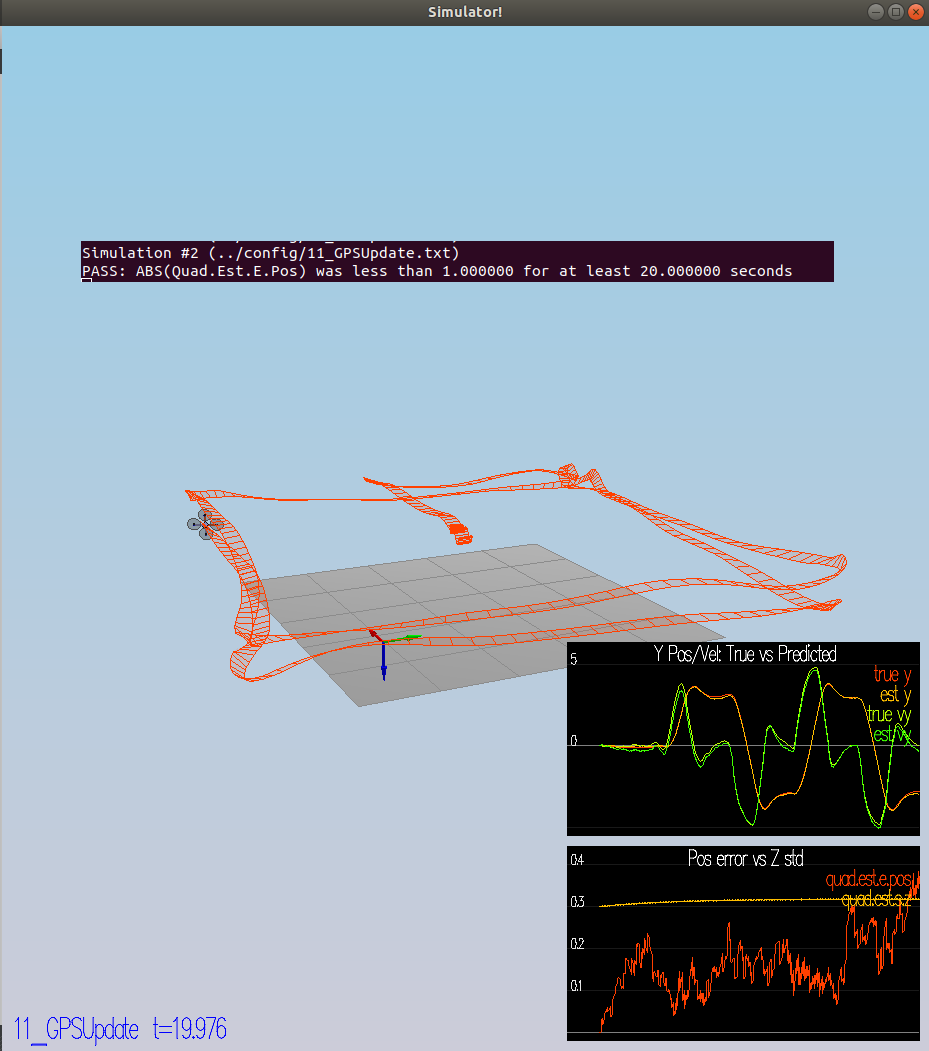 Simulator!
Simulation #2 (../config/11_GPSUpdate.txt)
PASS: ABS(Quad.Est.E.Pos) was less than 1.000000 for at least 20.000000 seconds
Y Pos/Vel: True vs Predicted
5
true y
est y
true vy
0
est vy
Pos error vs Z std
0.4
quad.est.e.pos
0.3
quad.est.s.z
0.2
0.1
11_GPSUpdate t=19.976